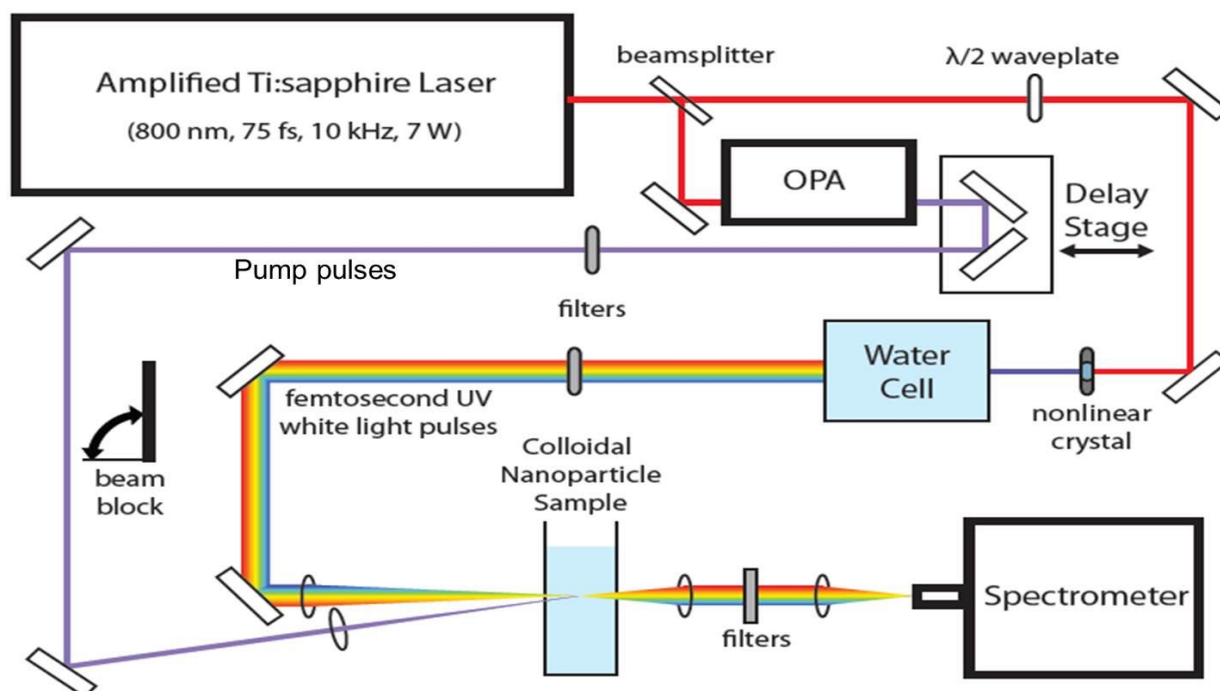 Amplified Ti:sapphire Laser
(800 nm, 75 fs, 10 kHz, 7 W)
beamsplitter
λ/2 waveplate
OPA
Delay
Stage
Pump pulses
filters
Water
Cell
nonlinear
crystal
femtosecond UV
white light pulses
beam
block
Colloidal
Nanoparticle
Sample
filters
Spectrometer